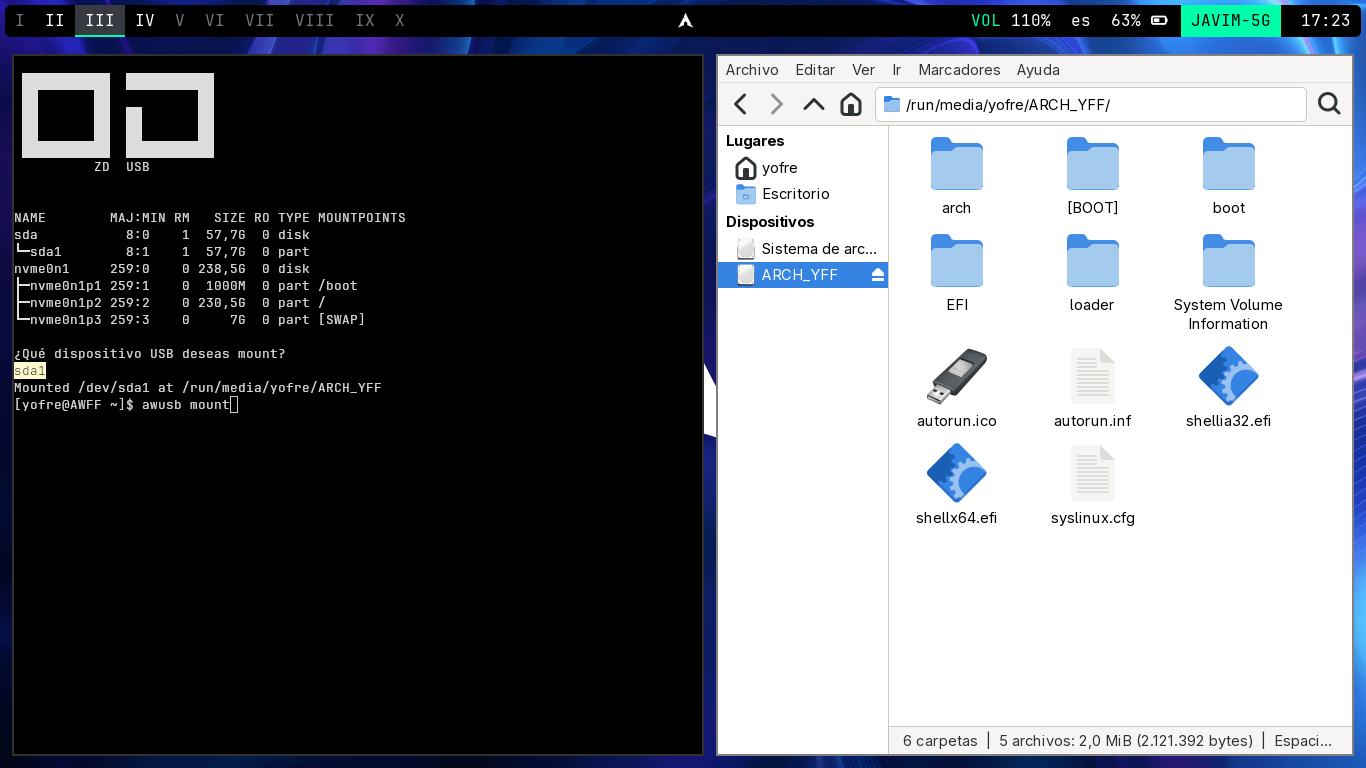 I II III IV V VI VII VIII IX X VOL 110% es 63% JAVIM-5G 17:23
ZD USB
NAME MAJ:MIN RM SIZE RO TYPE MOUNTPOINTS
sda 8:0 1 57,7G 0 disk
└─sda1 8:1 1 57,7G 0 part
nvme0n1 259:0 0 238,5G 0 disk
├─nvme0n1p1 259:1 0 1000M 0 part /boot
├─nvme0n1p2 259:2 0 230,5G 0 part /
└─nvme0n1p3 259:3 0 7G 0 part [SWAP]
¿Qué dispositivo USB deseas mount?
sda1
Mounted /dev/sda1 at /run/media/yofre/ARCH_YFF
[yofre@AWFF ~]$ awusb mount
Archivo Editar Ver Ir Marcadores Ayuda
/run/media/yofre/ARCH_YFF/
Lugares
yofre
Escritorio
Dispositivos
Sistema de arc...
ARCH_YFF
arch [BOOT] boot
EFI loader System Volume
Information
autorun.ico autorun.inf shellia32.efi
shellx64.efi syslinux.cfg
6 carpetas | 5 archivos: 2,0 MiB (2.121.392 bytes) | Espaci...